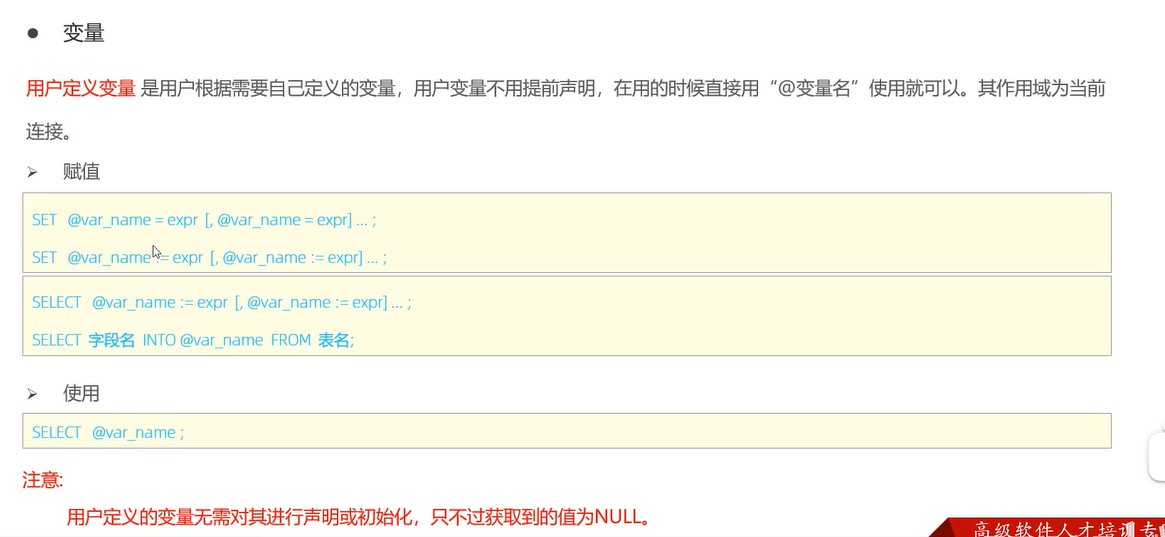 ● 变量
用户定义变量 是用户根据需要自己定义的变量，用户变量不用提前声明，在用的时候直接用“@变量名”使用就可以。其作用域为当前
连接。
➢ 赋值
SET @var_name = expr [, @var_name = expr] ... ;
SET @var_name := expr [, @var_name := expr] ... ;
SELECT @var_name := expr [, @var_name := expr] ... ;
SELECT 字段名 INTO @var_name FROM 表名;
➢ 使用
SELECT @var_name ;
注意:
用户定义的变量无需对其进行声明或初始化，只不过获取到的值为NULL。
高级软件人才培训专